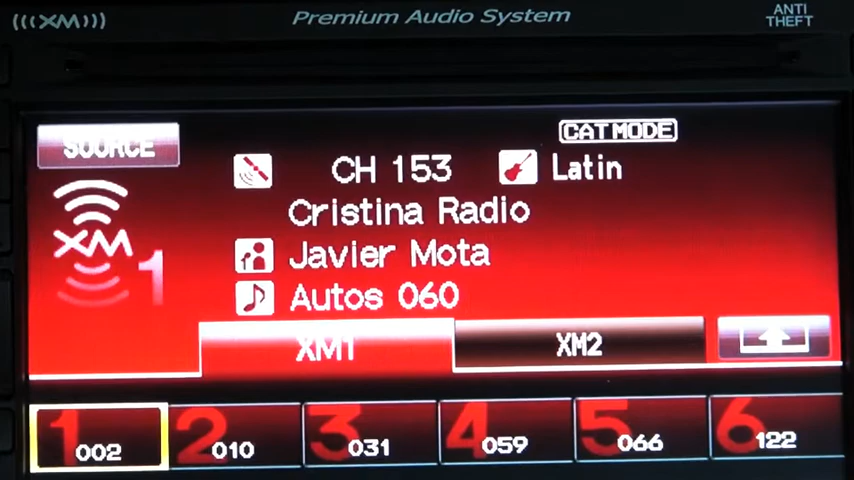 (((XM)))
Premium Audio System
ANTI
THEFT
SOURCE
CAT MODE
CH 153
Latin
Cristina Radio
XM 1
Javier Mota
Autos 060
XM1
XM2
1 002
2 010
3 031
4 059
5 066
6 122